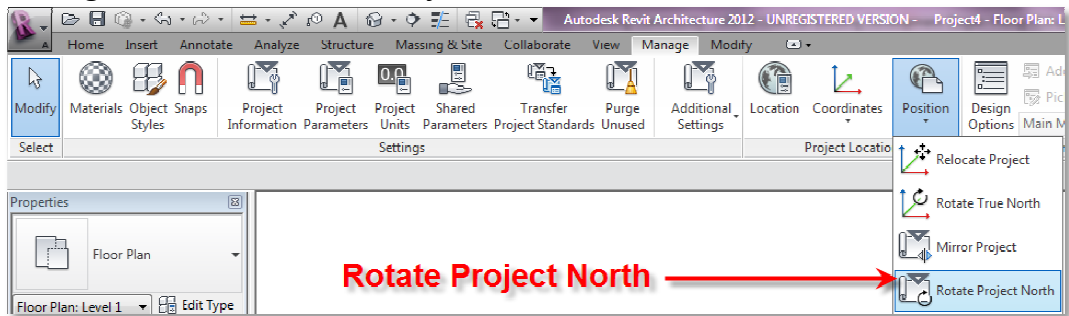 Autodesk Revit Architecture 2012 - UNREGISTERED VERSION - Project4 - Floor Plan: L
Home Insert Annotate Analyze Structure Massing & Site Collaborate View Manage Modify
Modify Materials Object Styles Snaps Project Information Project Parameters Project Units Shared Parameters Transfer Project Standards Purge Unused Additional Settings Location Coordinates Position Design Options Main M
Select Settings Project Locatio
Relocate Project
Properties
Rotate True North
Floor Plan
Mirror Project
Rotate Project North
Rotate Project North
Floor Plan: Level 1 Edit Type